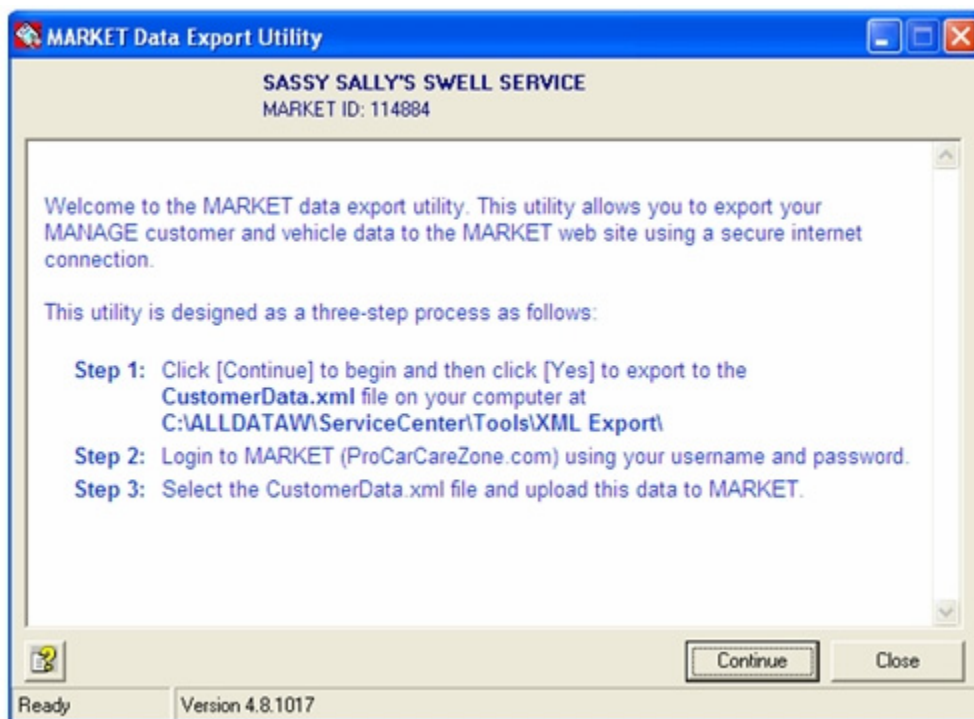 MARKET Data Export Utility
SASSY SALLY'S SWELL SERVICE
MARKET ID: 114884
Welcome to the MARKET data export utility. This utility allows you to export your
MANAGE customer and vehicle data to the MARKET web site using a secure internet
connection.
This utility is designed as a three-step process as follows:
Step 1: Click [Continue] to begin and then click [Yes] to export to the
CustomerData.xml file on your computer at
C:\ALLDATAW\ServiceCenter\Tools\XML Export\
Step 2: Login to MARKET (ProCarCareZone.com) using your username and password.
Step 3: Select the CustomerData.xml file and upload this data to MARKET.
Continue Close
Ready Version 4.8.1017